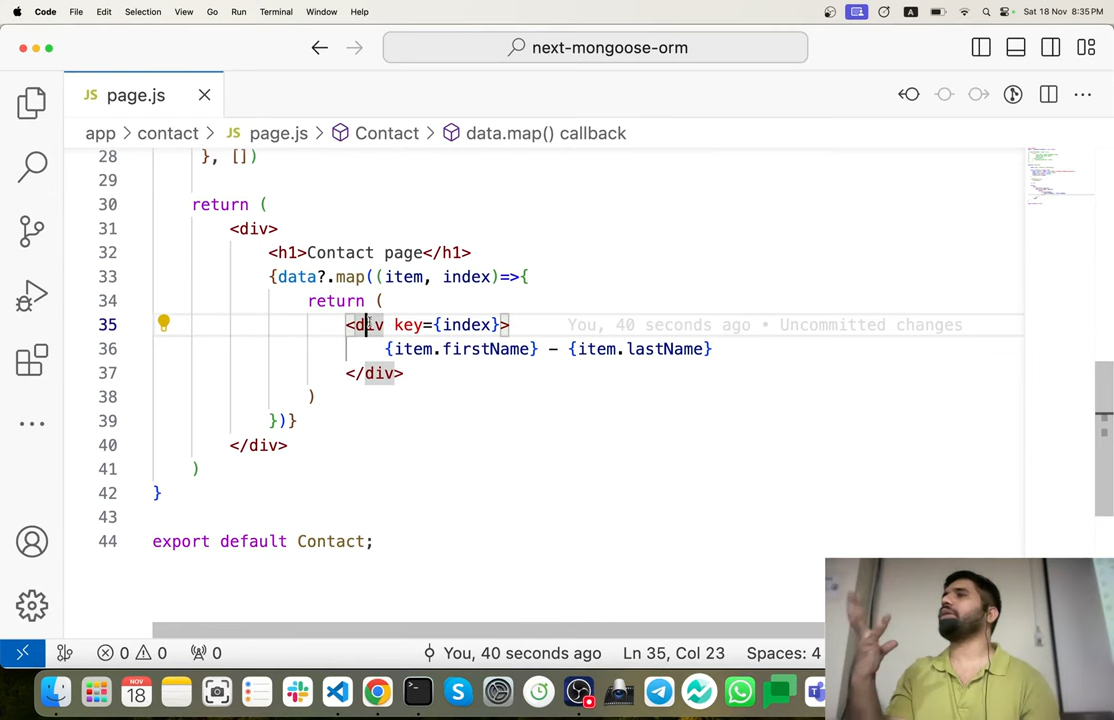 Code File Edit Selection View Go Run Terminal Window Help A Sat 18 Nov 8:35 PM
next-mongoose-orm
JS page.js
app > contact > JS page.js > Contact > data.map() callback
28 }, [])
29
30 return (
31 <div>
32 <h1>Contact page</h1>
33 {data?.map((item, index)=>{
34 return (
35 <div key={index}> You, 40 seconds ago • Uncommitted changes
36 {item.firstName} - {item.lastName}
37 </div>
38 )
39 })}
40 </div>
41 )
42 }
43
44 export default Contact;
0 0 0 You, 40 seconds ago Ln 35, Col 23 Spaces: 4
NOV
18